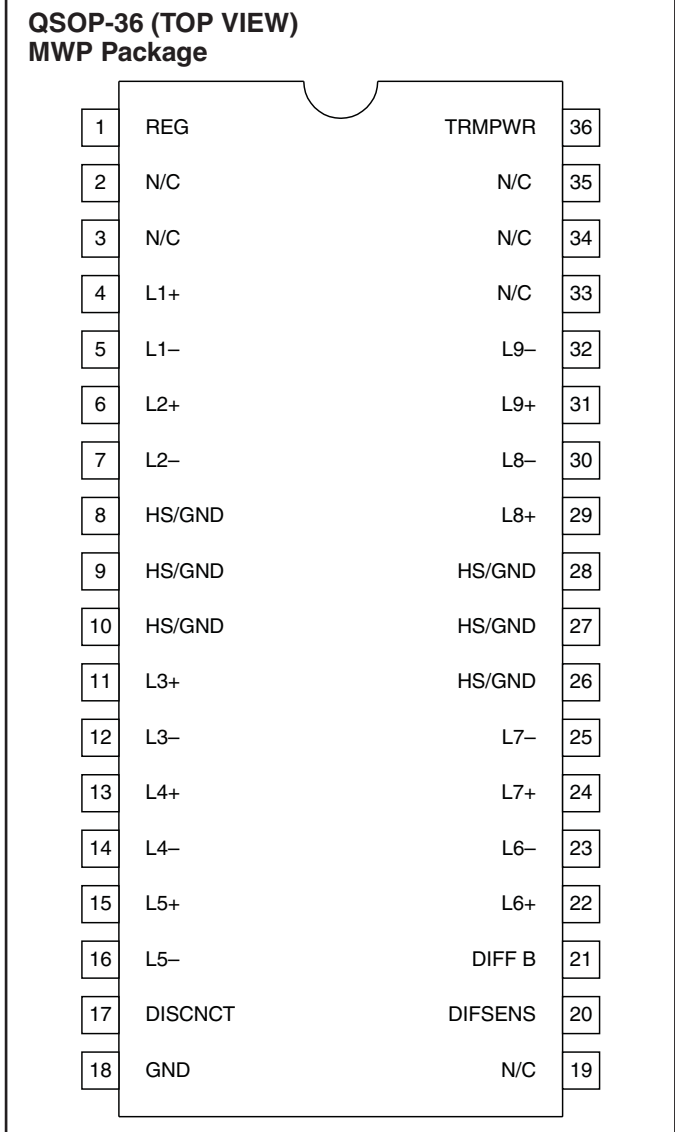 QSOP-36 (TOP VIEW)
MWP Package
1 REG TRMPWR 36
2 N/C N/C 35
3 N/C N/C 34
4 L1+ N/C 33
5 L1– L9– 32
6 L2+ L9+ 31
7 L2– L8– 30
8 HS/GND L8+ 29
9 HS/GND HS/GND 28
10 HS/GND HS/GND 27
11 L3+ HS/GND 26
12 L3– L7– 25
13 L4+ L7+ 24
14 L4– L6– 23
15 L5+ L6+ 22
16 L5– DIFF B 21
17 DISCNCT DIFSENS 20
18 GND N/C 19